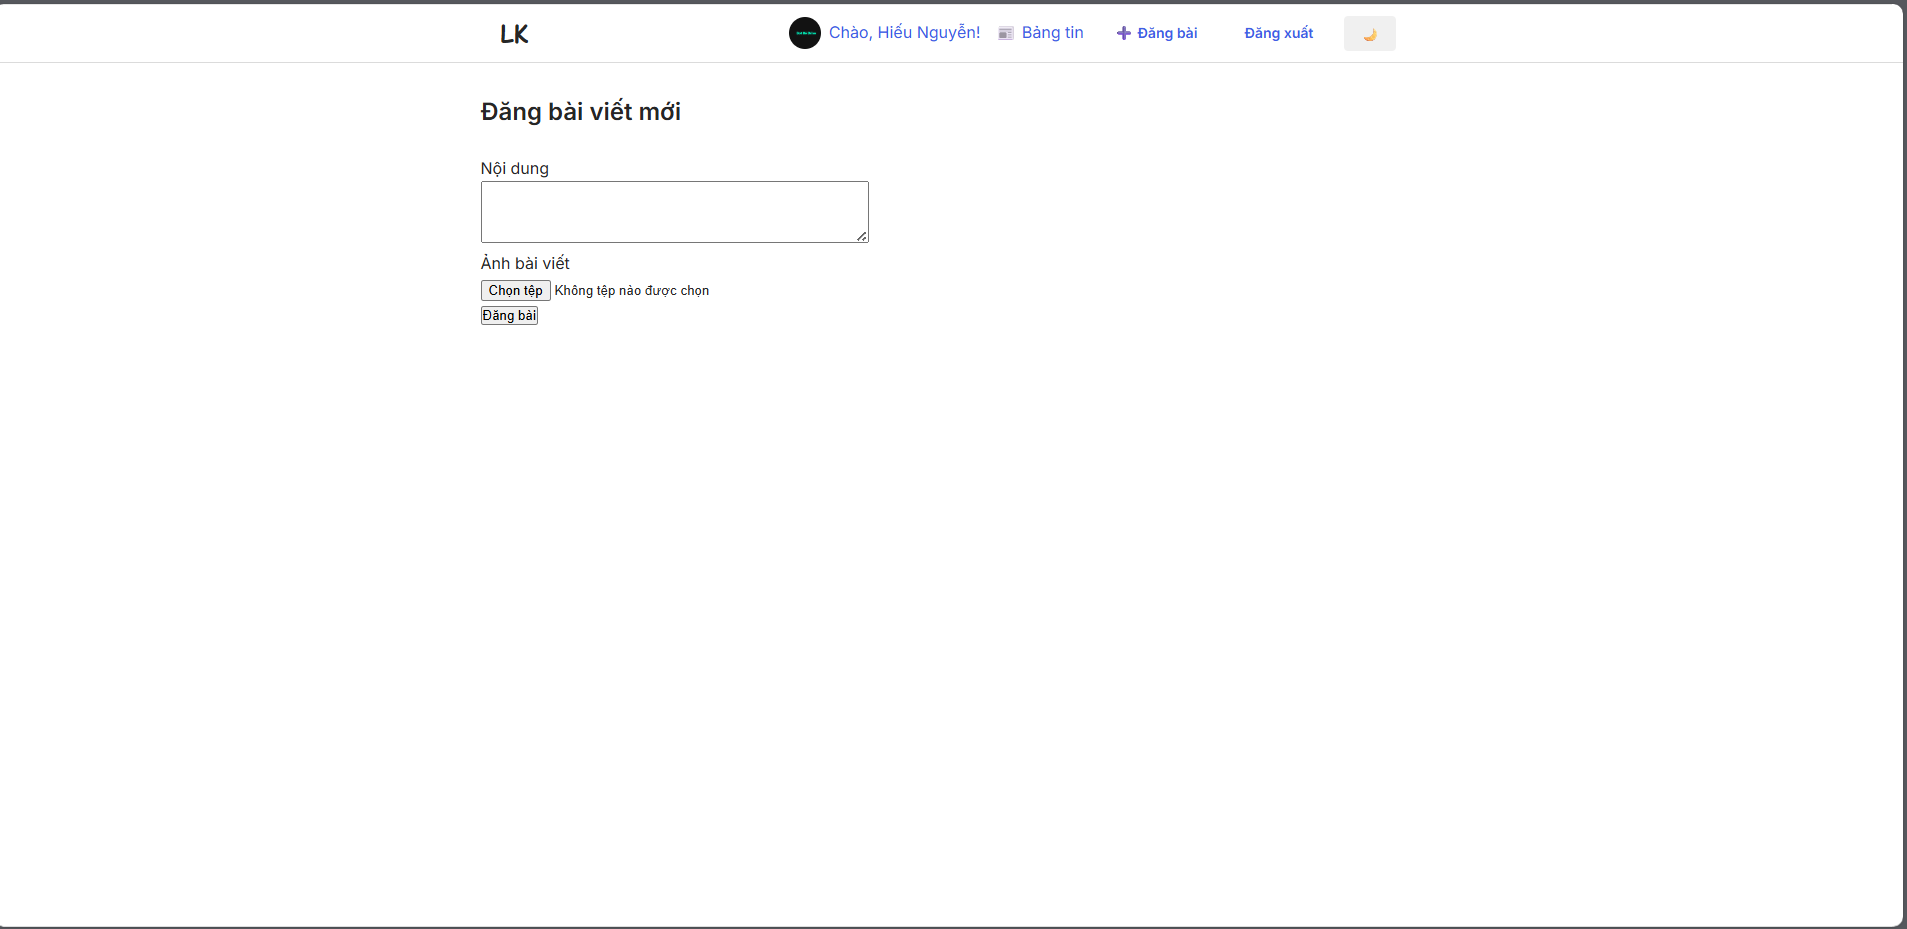 LK
Chào, Hiếu Nguyễn! Bảng tin Đăng bài Đăng xuất
Đăng bài viết mới
Nội dung
Ảnh bài viết
Chọn tệp Không tệp nào được chọn
Đăng bài